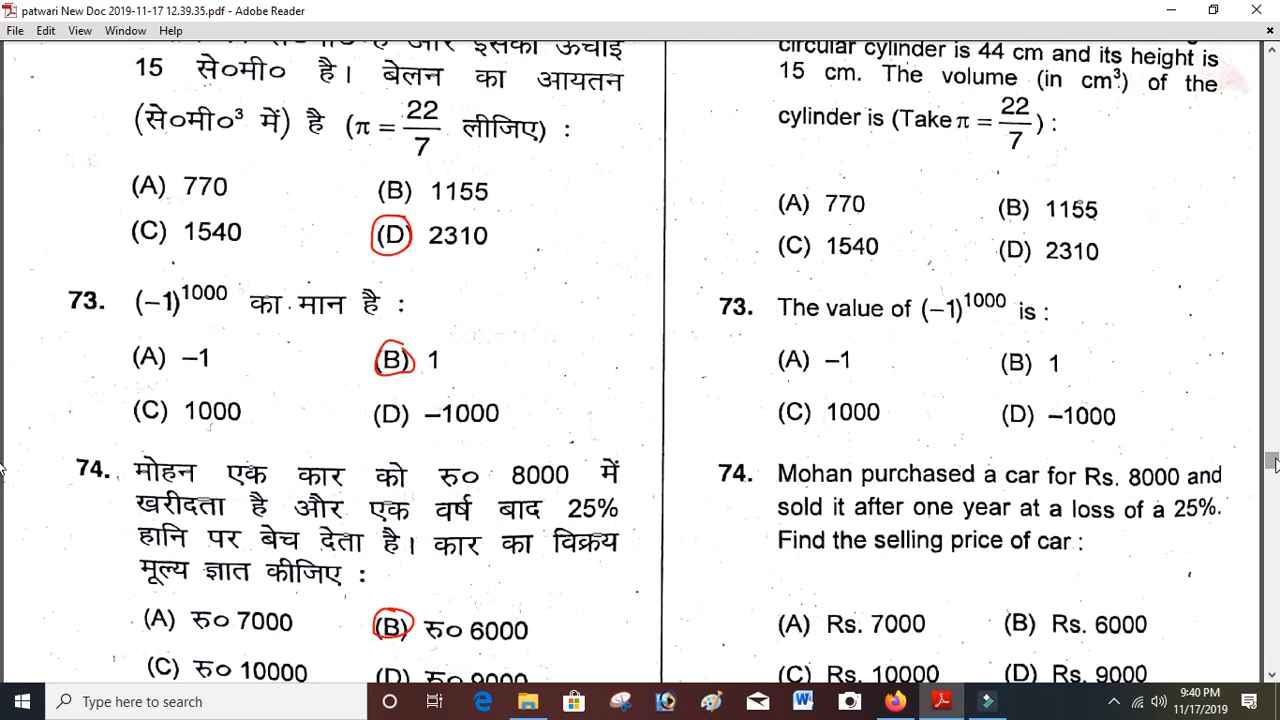 patwari New Doc 2019-11-17 12.39.35.pdf - Adobe Reader
File Edit View Window Help
15 से०मी० है। बेलन का आयतन
(से०मी०³ में) है (π = 22/7 लीजिए) :
(A) 770 (B) 1155
(C) 1540 (D) 2310
73. (–1)^1000 का मान है :
(A) –1 (B) 1
(C) 1000 (D) –1000
74. मोहन एक कार को रु० 8000 में
खरीदता है और एक वर्ष बाद 25%
हानि पर बेच देता है। कार का विक्रय
मूल्य ज्ञात कीजिए :
(A) रु० 7000 (B) रु० 6000
(C) रु० 10000 (D) रु० 9000
circular cylinder is 44 cm and its height is
15 cm. The volume (in cm³) of the
cylinder is (Take π = 22/7) :
(A) 770 (B) 1155
(C) 1540 (D) 2310
73. The value of (–1)^1000 is :
(A) –1 (B) 1
(C) 1000 (D) –1000
74. Mohan purchased a car for Rs. 8000 and
sold it after one year at a loss of a 25%.
Find the selling price of car :
(A) Rs. 7000 (B) Rs. 6000
(C) Rs. 10000 (D) Rs. 9000
Type here to search
9:40 PM
11/17/2019